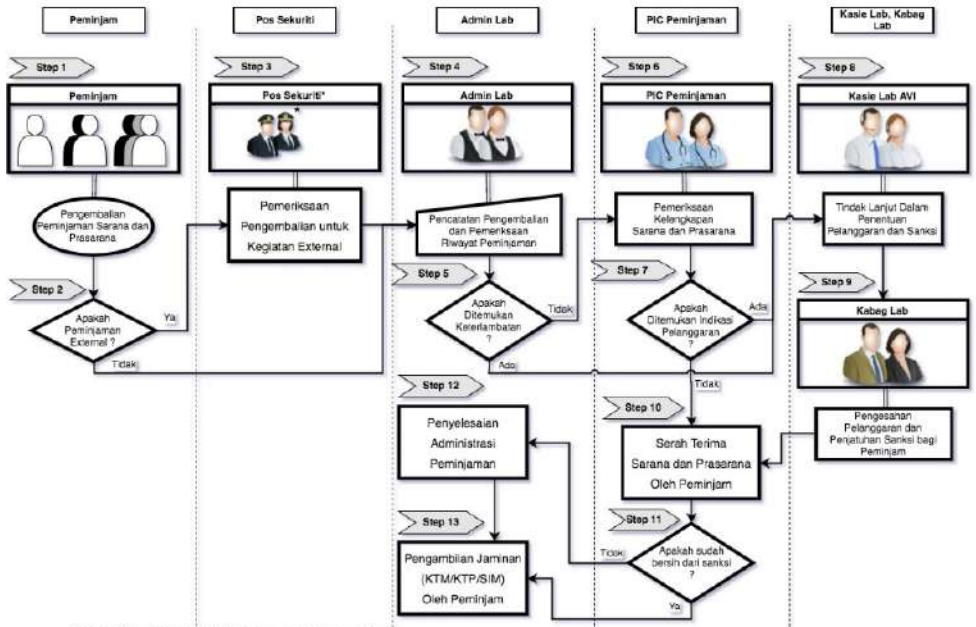 Peminjam
Pos Sekuriti
Admin Lab
PIC Peminjaman
Kasie Lab, Kabag
Lab
Step 1
Step 3
Step 4
Step 6
Step 8
Peminjam
Pos Sekuriti*
Admin Lab
PIC Peminjaman
Kasie Lab AVI
*
Pengembalian
Peminjaman Sarana dan
Prasarana
Pemeriksaan
Pengembalian untuk
Kegiatan External
Pencatatan Pengembalian
dan Pemeriksaan
Riwayat Peminjaman
Pemeriksaan
Kelengkapan
Sarana dan Prasarana
Tindak Lanjut Dalam
Penentuan
Pelanggaran dan Sanksi
Step 2
Apakah
Peminjaman
External ?
Ya
Tidak
Step 5
Apakah
Ditemukan
Keterlambatan
?
Tidak
Ada
Step 7
Apakah
Ditemukan Indikasi
Pelanggaran
?
Ada
Tidak
Step 9
Kabag Lab
Pengesahan
Pelanggaran dan
Penjatuhan Sanksi bagi
Peminjam
Step 12
Penyelesaian
Administrasi
Peminjaman
Step 10
Serah Terima
Sarana dan Prasarana
Oleh Peminjam
Step 13
Pengambilan Jaminan
(KTM/KTP/SIM)
Oleh Peminjam
Step 11
Apakah sudah
bersih dari sanksi
?
Tidak
Ya